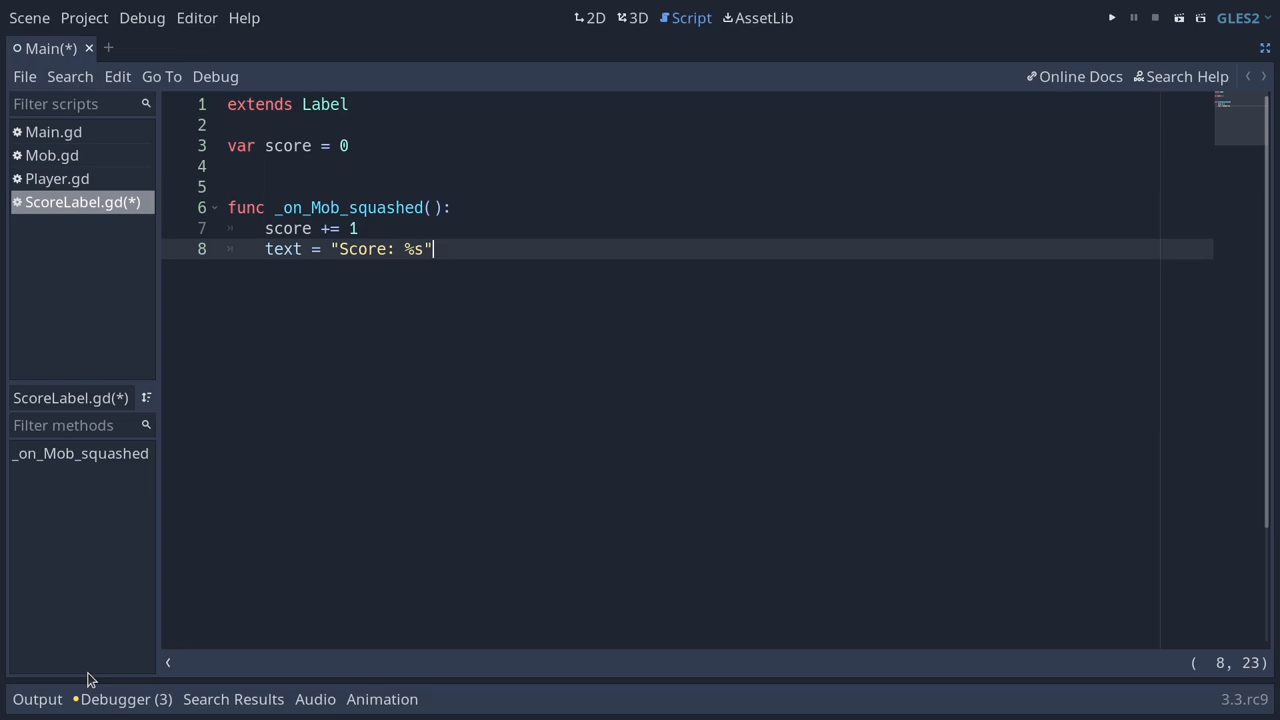 Scene Project Debug Editor Help 2D 3D Script AssetLib GLES2
Main(*)
File Search Edit Go To Debug Online Docs Search Help
Filter scripts
Main.gd
Mob.gd
Player.gd
ScoreLabel.gd(*)
ScoreLabel.gd(*)
Filter methods
_on_Mob_squashed
1 extends Label
2
3 var score = 0
4
5
6 func _on_Mob_squashed():
7 score += 1
8 text = "Score: %s"
( 8, 23)
Output Debugger (3) Search Results Audio Animation 3.3.rc9